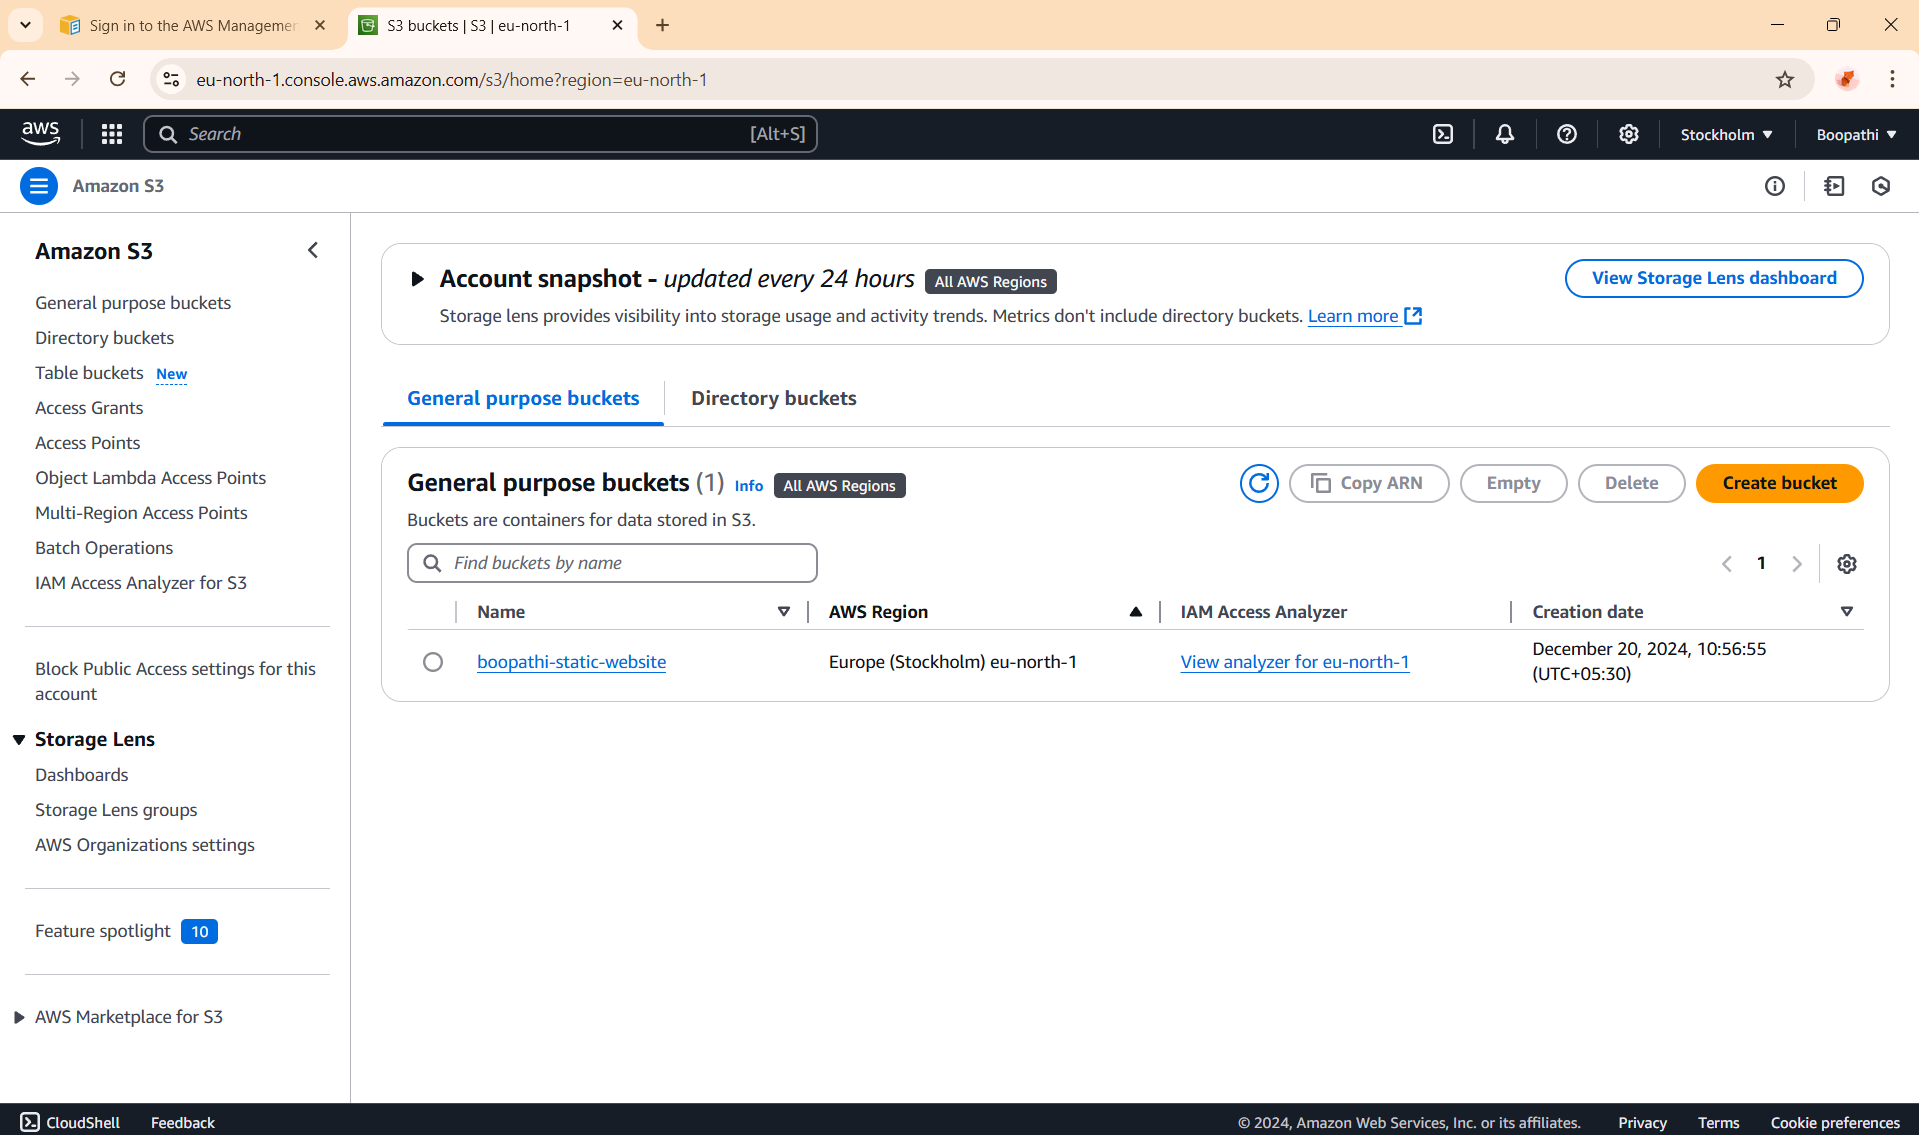 Sign in to the AWS Managemen
S3 buckets | S3 | eu-north-1
eu-north-1.console.aws.amazon.com/s3/home?region=eu-north-1
aws
Search
[Alt+S]
Stockholm
Boopathi
Amazon S3
Amazon S3
General purpose buckets
Directory buckets
Table buckets New
Access Grants
Access Points
Object Lambda Access Points
Multi-Region Access Points
Batch Operations
IAM Access Analyzer for S3
Block Public Access settings for this
account
Storage Lens
Dashboards
Storage Lens groups
AWS Organizations settings
Feature spotlight 10
AWS Marketplace for S3
Account snapshot - updated every 24 hours All AWS Regions
View Storage Lens dashboard
Storage lens provides visibility into storage usage and activity trends. Metrics don't include directory buckets. Learn more
General purpose buckets
Directory buckets
General purpose buckets (1) Info All AWS Regions
Copy ARN
Empty
Delete
Create bucket
Buckets are containers for data stored in S3.
Find buckets by name
1
Name
AWS Region
IAM Access Analyzer
Creation date
boopathi-static-website
Europe (Stockholm) eu-north-1
View analyzer for eu-north-1
December 20, 2024, 10:56:55
(UTC+05:30)
CloudShell
Feedback
© 2024, Amazon Web Services, Inc. or its affiliates.
Privacy
Terms
Cookie preferences